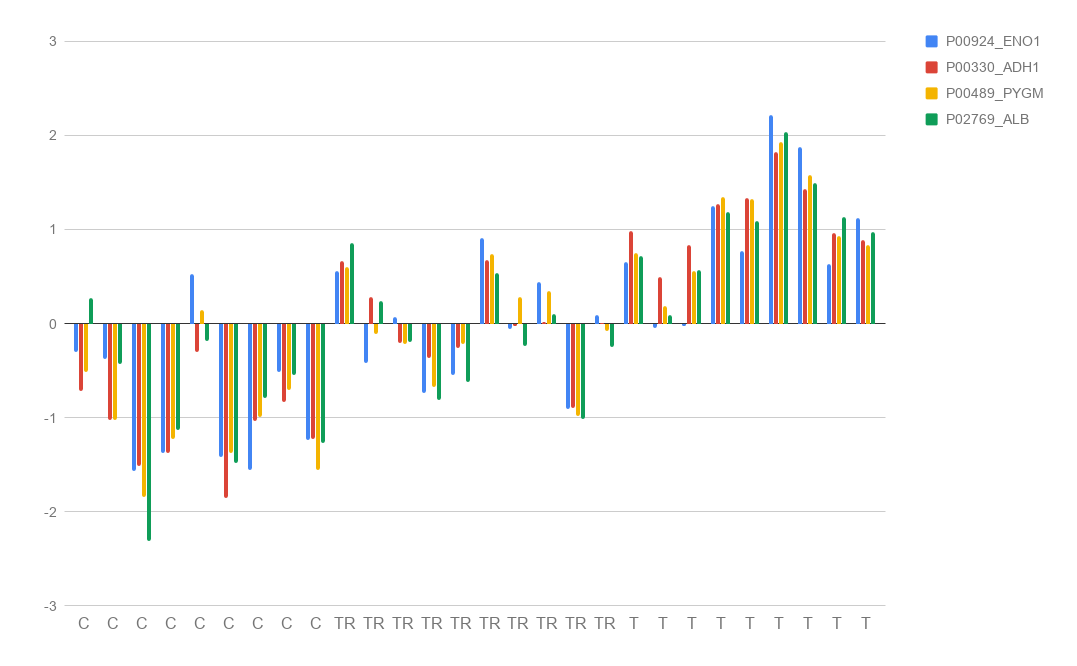 3
2
1
0
-1
-2
-3
C C C C C C C C C TR TR TR TR TR TR TR TR TR TR T T T T T T T T T
P00924_ENO1
P00330_ADH1
P00489_PYGM
P02769_ALB